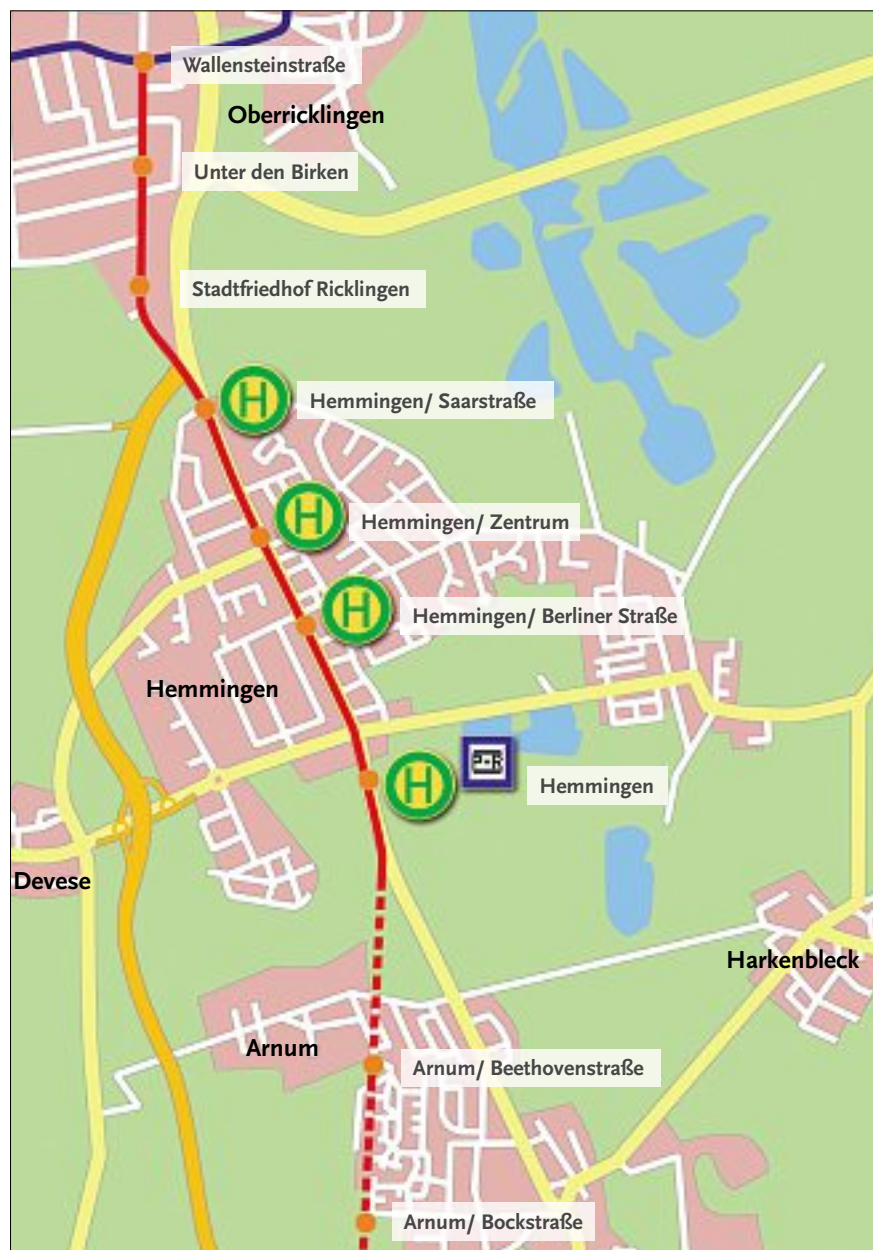 Wallensteinstraße
Oberricklingen
Unter den Birken
Stadtfriedhof Ricklingen
H
Hemmingen/ Saarstraße
H
Hemmingen/ Zentrum
H
Hemmingen/ Berliner Straße
Hemmingen
H
P+R
Hemmingen
Devese
Harkenbleck
Arnum
Arnum/ Beethovenstraße
Arnum/ Bockstraße